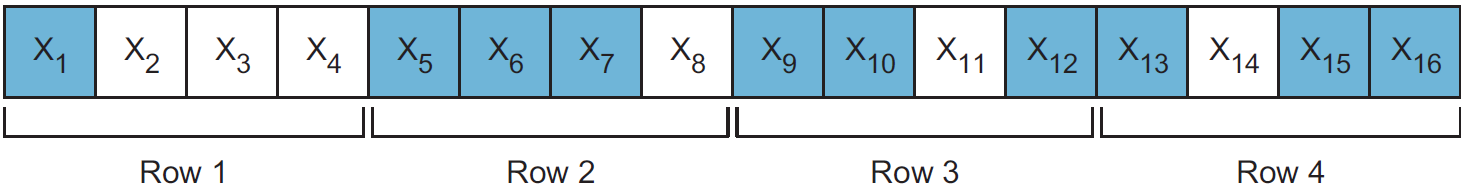 X₁ X₂ X₃ X₄ X₅ X₆ X₇ X₈ X₉ X₁₀ X₁₁ X₁₂ X₁₃ X₁₄ X₁₅ X₁₆
Row 1 Row 2 Row 3 Row 4